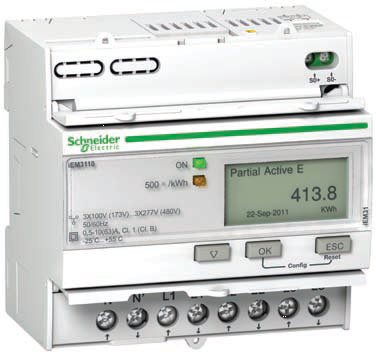 S0+ S0-
Schneider
Electric
iEM3110
ON
500 /kWh
Partial Active E
413.8
KWh
22-Sep-2011
iEM31
3X100V (173V)...3X277V (480V)
50/60Hz
0,5-10(63)A, Cl. 1 (Cl. B)
-25°C...+55°C
OK
ESC
Config
Reset
N' L1